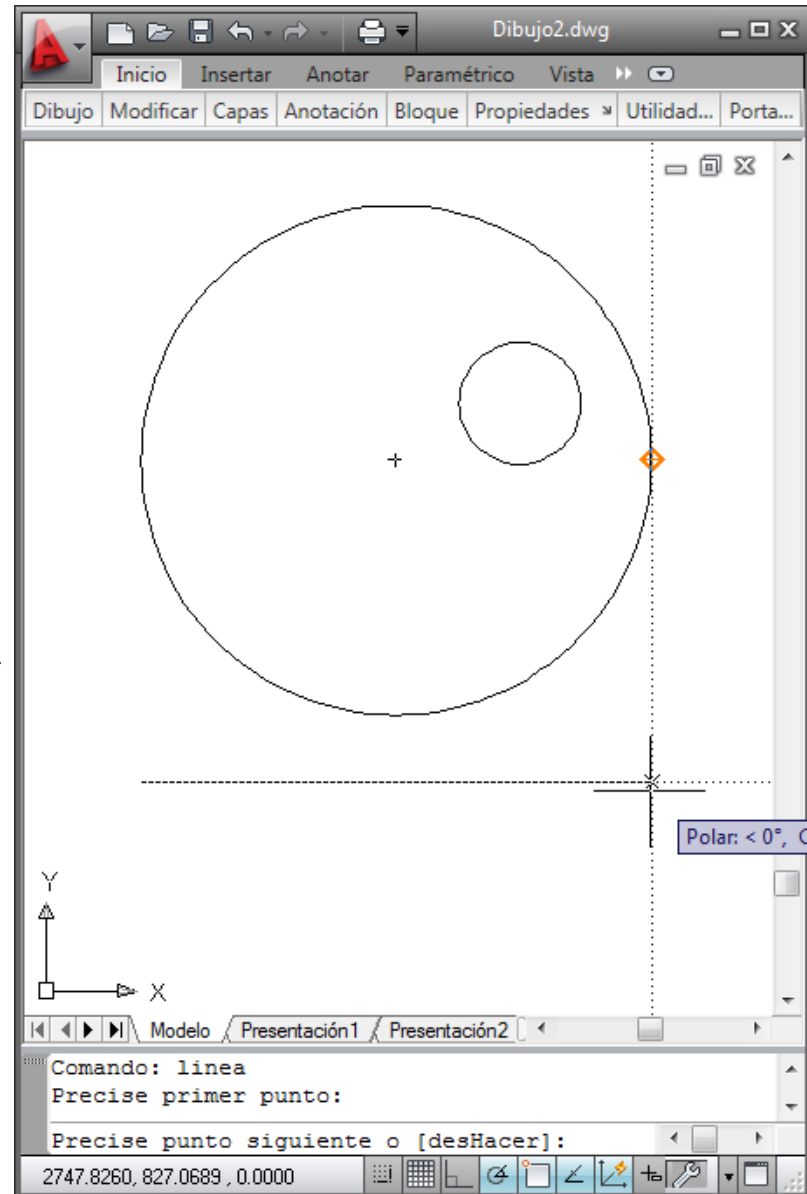 Dibujo2.dwg
Inicio Insertar Anotar Paramétrico Vista
Dibujo Modificar Capas Anotación Bloque Propiedades Utilidad... Porta...
Polar: < 0°,
Y
X
Modelo Presentación1 Presentación2
Comando: linea
Precise primer punto:
Precise punto siguiente o [desHacer]:
2747.8260, 827.0689 , 0.0000